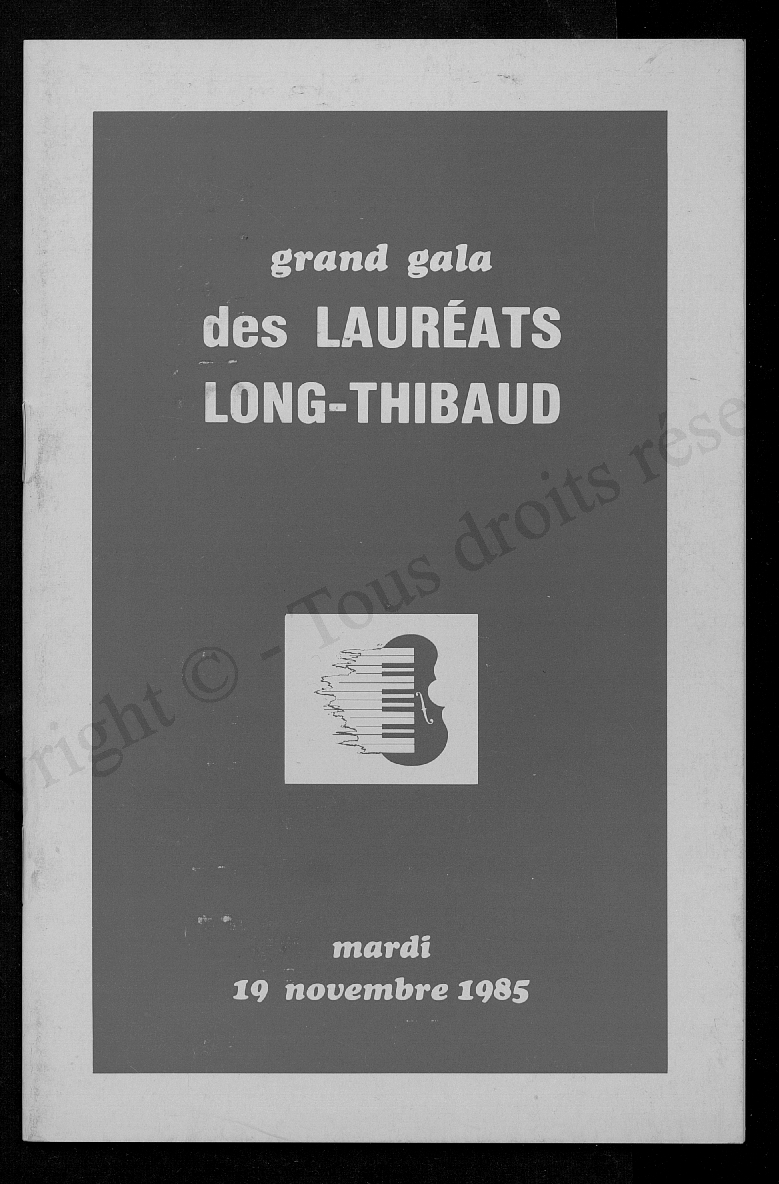 grand gala
des LAURÉATS
LONG-THIBAUD
right © - Tous droits rése
mardi
19 novembre 1985